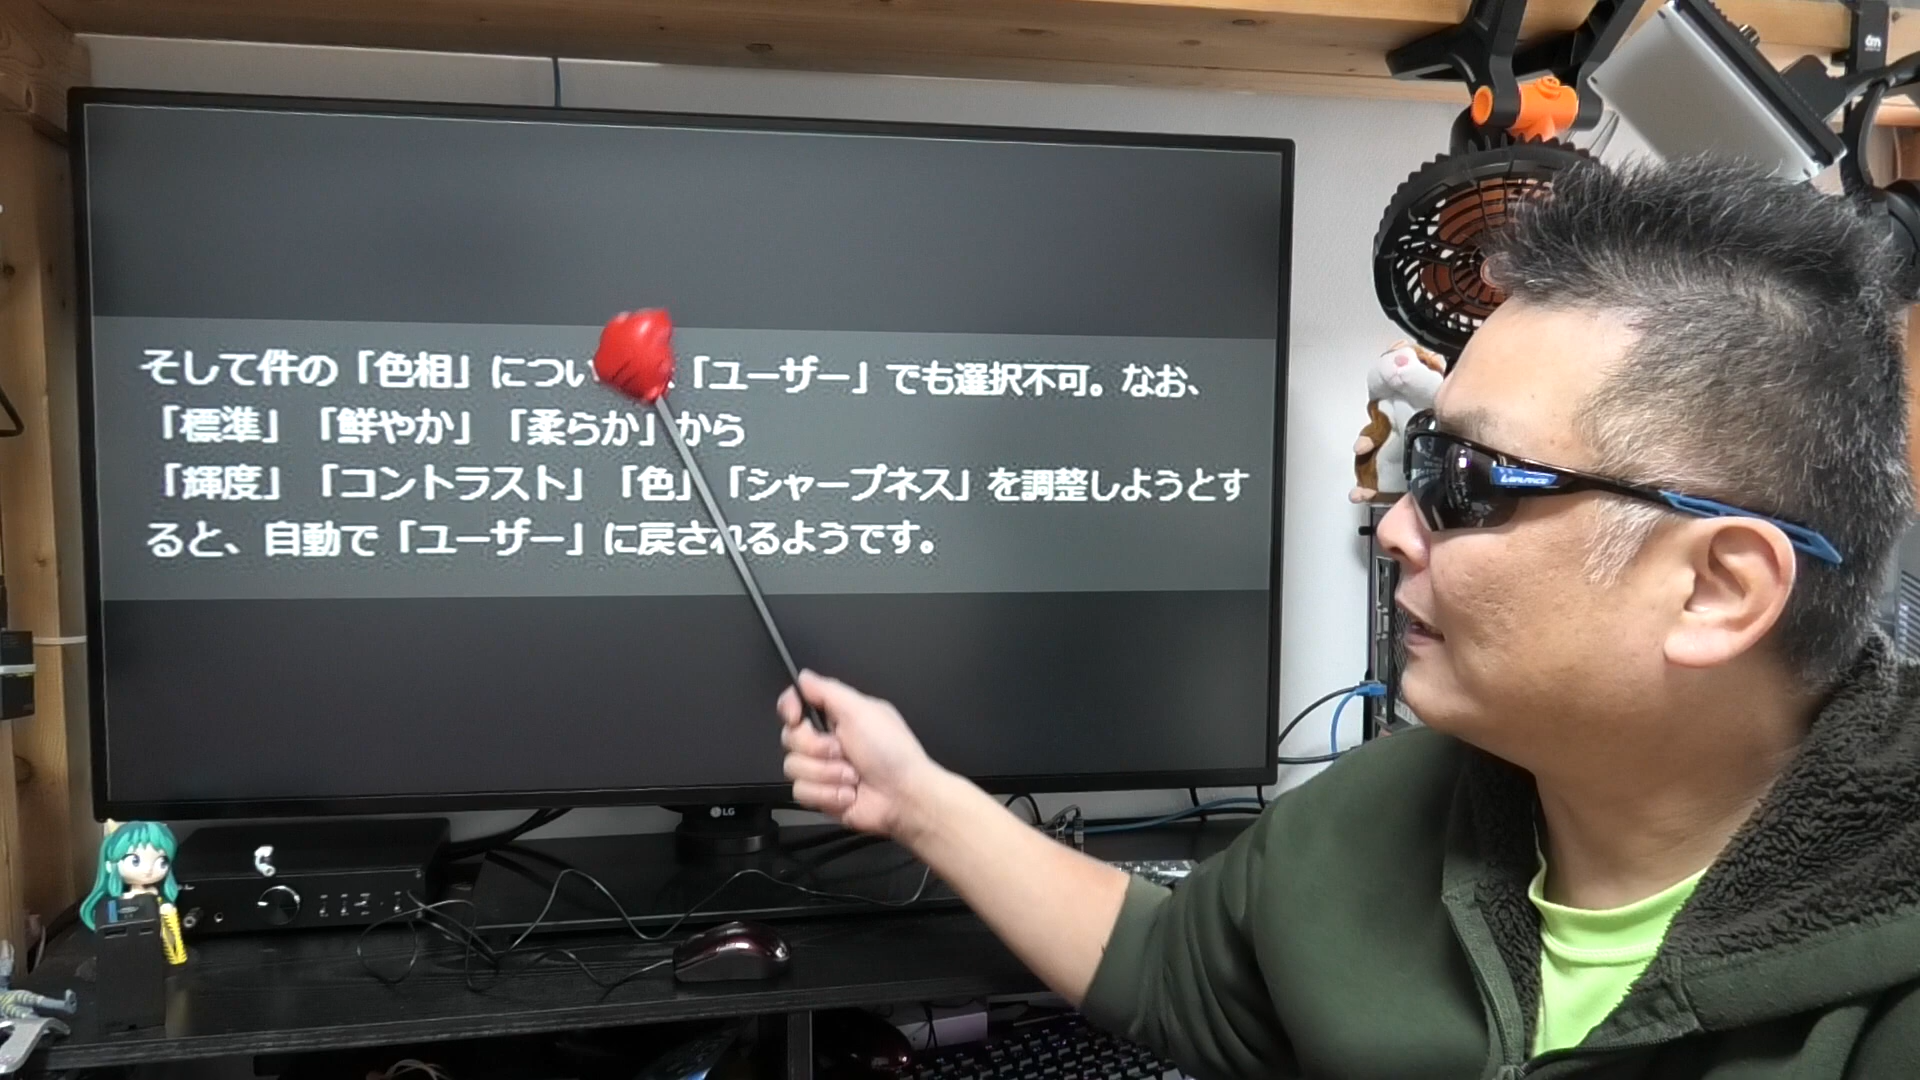 そして件の「色相」につい 「ユーザー」でも選択不可。なお、
「標準」「鮮やか」「柔らか」から
「輝度」「コントラスト」「色」「シャープネス」を調整しようとす
ると、自動で「ユーザー」に戻されるようです。
LG